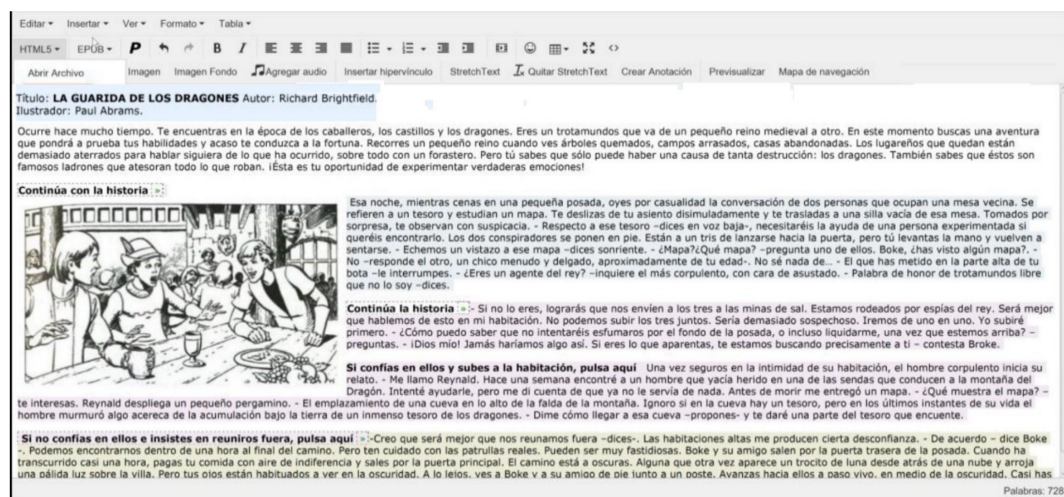 Editar Insertar Ver Formato Tabla
HTML5 EPUB P B I
Abrir Archivo Imagen Imagen Fondo Agregar audio Insertar hipervínculo StretchText Quitar StretchText Crear Anotación Previsualizar Mapa de navegación
Título: LA GUARIDA DE LOS DRAGONES Autor: Richard Brightfield.
Ilustrador: Paul Abrams.
Ocurre hace mucho tiempo. Te encuentras en la época de los caballeros, los castillos y los dragones. Eres un trotamundos que va de un pequeño reino medieval a otro. En este momento buscas una aventura
que pondrá a prueba tus habilidades y acaso te conduzca a la fortuna. Recorres un pequeño reino cuando ves árboles quemados, campos arrasados, casas abandonadas. Los lugareños que quedan están
demasiado aterrados para hablar siguiera de lo que ha ocurrido, sobre todo con un forastero. Pero tú sabes que sólo puede haber una causa de tanta destrucción: los dragones. También sabes que éstos son
famosos ladrones que atesoran todo lo que roban. ¡Ésta es tu oportunidad de experimentar verdaderas emociones!
Continúa con la historia »
Esa noche, mientras cenas en una pequeña posada, oyes por casualidad la conversación de dos personas que ocupan una mesa vecina. Se
refieren a un tesoro y estudian un mapa. Te deslizas de tu asiento disimuladamente y te trasladas a una silla vacía de esa mesa. Tomados por
sorpresa, te observan con suspicacia. - Respecto a ese tesoro –dices en voz baja-, necesitaréis la ayuda de una persona experimentada si
queréis encontrarlo. Los dos conspiradores se ponen en pie. Están a un tris de lanzarse hacia la puerta, pero tú levantas la mano y vuelven a
sentarse. - Echemos un vistazo a ese mapa –dices sonriente. - ¿Mapa?¿Qué mapa? –pregunta uno de ellos. Boke, ¿has visto algún mapa?. -
No –responde el otro, un chico menudo y delgado, aproximadamente de tu edad-. No sé nada de... - El que has metido en la parte alta de tu
bota –le interrumpes. - ¿Eres un agente del rey? –inquiere el más corpulento, con cara de asustado. - Palabra de honor de trotamundos libre
que no lo soy –dices.
Continúa la historia »- Si no lo eres, lograrás que nos envíen a los tres a las minas de sal. Estamos rodeados por espías del rey. Será mejor
que hablemos de esto en mi habitación. No podemos subir los tres juntos. Sería demasiado sospechoso. Iremos de uno en uno. Yo subiré
primero. - ¿Cómo puedo saber que no intentaréis esfumaros por el fondo de la posada, o incluso liquidarme, una vez que estemos arriba? –
preguntas. - ¡Dios mío! Jamás haríamos algo así. Si eres lo que aparentas, te estamos buscando precisamente a ti – contesta Broke.
Si confías en ellos y subes a la habitación, pulsa aquí Una vez seguros en la intimidad de su habitación, el hombre corpulento inicia su
relato. - Me llamo Reynald. Hace una semana encontré a un hombre que yacía herido en una de las sendas que conducen a la montaña del
Dragón. Intenté ayudarle, pero me di cuenta de que ya no le servía de nada. Antes de morir me entregó un mapa. - ¿Qué muestra el mapa? –
te interesas. Reynald despliega un pequeño pergamino. - El emplazamiento de una cueva en lo alto de la falda de la montaña. Ignoro si en la cueva hay un tesoro, pero en los últimos instantes de su vida el
hombre murmuró algo acereca de la acumulación bajo la tierra de un inmenso tesoro de los dragones. - Dime cómo llegar a esa cueva –propones- y te daré una parte del tesoro que encuente.
Si no confías en ellos e insistes en reuniros fuera, pulsa aquí »-Creo que será mejor que nos reunamos fuera –dices-. Las habitaciones altas me producen cierta desconfianza. - De acuerdo – dice Boke
-. Podemos encontrarnos dentro de una hora al final del camino. Pero ten cuidado con las patrullas reales. Pueden ser muy fastidiosas. Boke y su amigo salen por la puerta trasera de la posada. Cuando ha
transcurrido casi una hora, pagas tu comida con aire de indiferencia y sales por la puerta principal. El camino está a oscuras. Alguna que otra vez aparece un trocito de luna desde atrás de una nube y arroja
una pálida luz sobre la villa. Pero tus ojos están habituados a ver en la oscuridad. A lo lejos, ves a Boke y a su amigo de pie junto a un poste. Avanzas hacia ellos a paso vivo, en medio de la oscuridad. Casi has
Palabras: 728